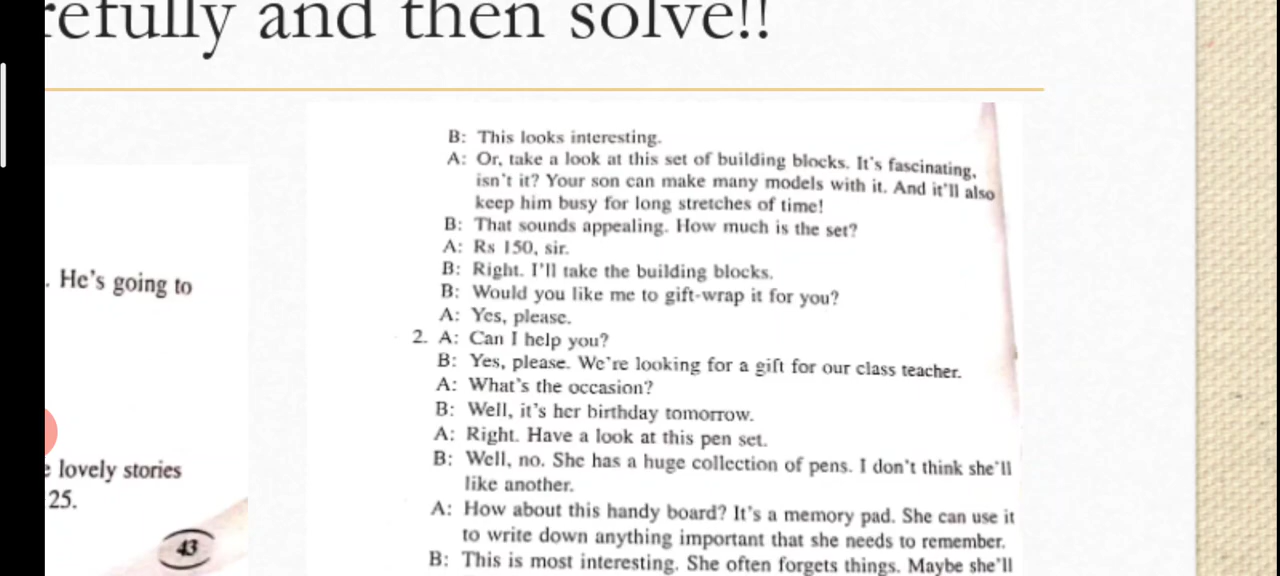 refully and then solve!!
. He's going to
lovely stories
25.
43
B: This looks interesting.
A: Or, take a look at this set of building blocks. It's fascinating,
isn't it? Your son can make many models with it. And it'll also
keep him busy for long stretches of time!
B: That sounds appealing. How much is the set?
A: Rs 150, sir.
B: Right. I'll take the building blocks.
B: Would you like me to gift-wrap it for you?
A: Yes, please.
2. A: Can I help you?
B: Yes, please. We're looking for a gift for our class teacher.
A: What's the occasion?
B: Well, it's her birthday tomorrow.
A: Right. Have a look at this pen set.
B: Well, no. She has a huge collection of pens. I don't think she'll
like another.
A: How about this handy board? It's a memory pad. She can use it
to write down anything important that she needs to remember.
B: This is most interesting. She often forgets things. Maybe she'll